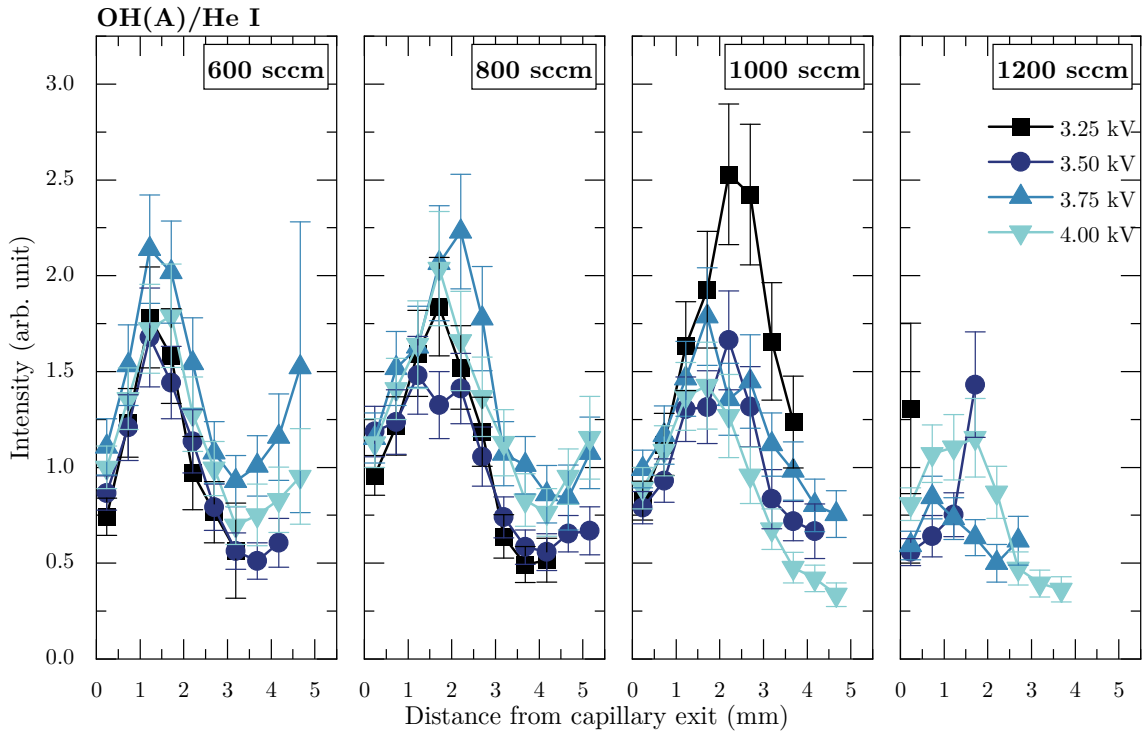 OH(A)/He I
600 sccm
800 sccm
1000 sccm
1200 sccm
3.25 kV
3.50 kV
3.75 kV
4.00 kV
Intensity (arb. unit)
3.0
2.5
2.0
1.5
1.0
0.5
0.0
0 1 2 3 4 5
0 1 2 3 4 5
0 1 2 3 4 5
0 1 2 3 4 5
Distance from capillary exit (mm)